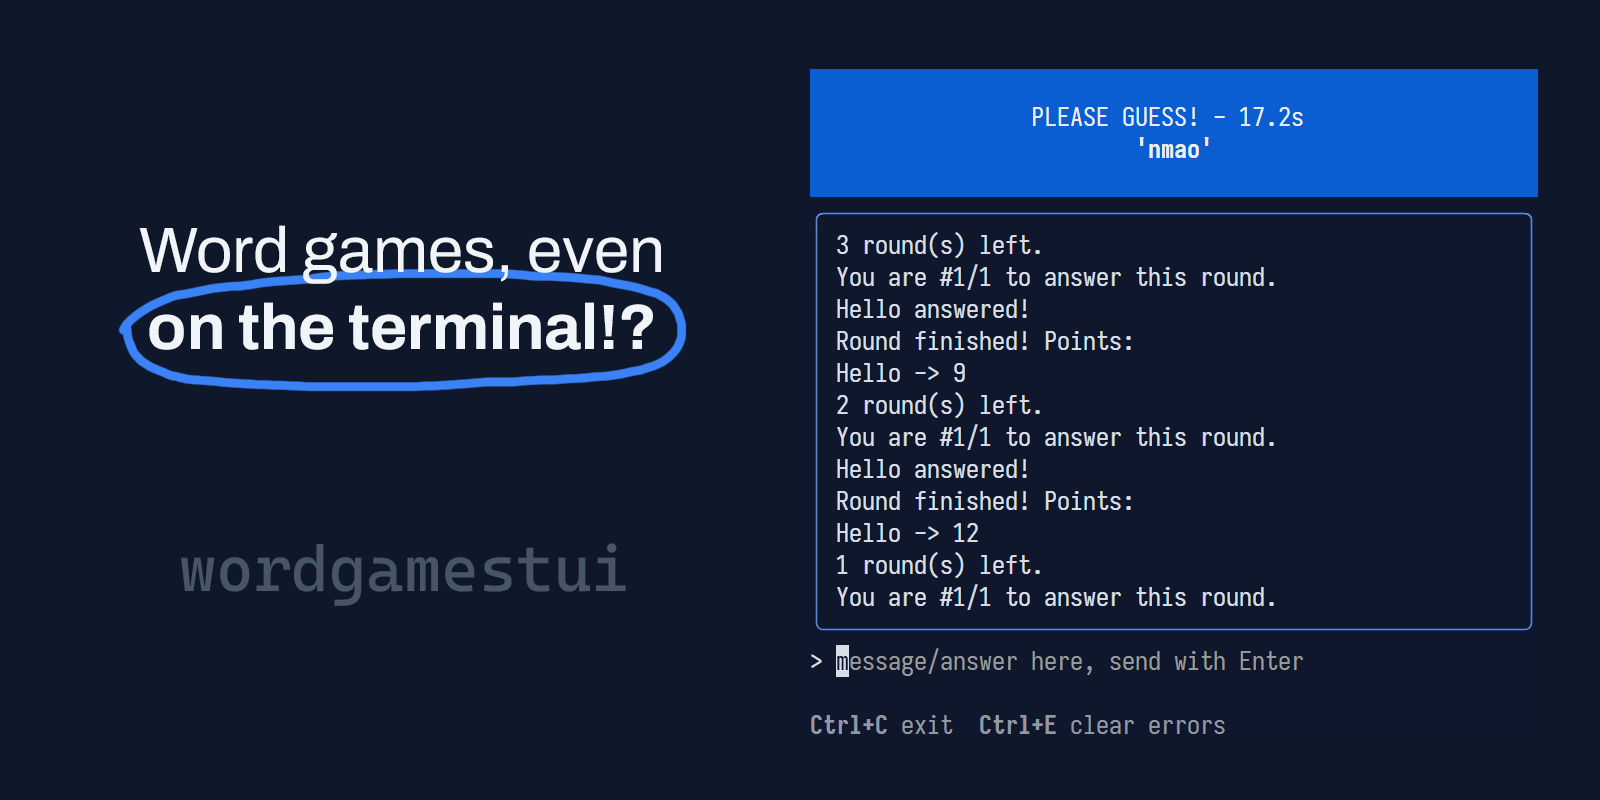 Word games, even
on the terminal!?
wordgamestui
PLEASE GUESS! - 17.2s
'nmao'
3 round(s) left.
You are #1/1 to answer this round.
Hello answered!
Round finished! Points:
Hello -> 9
2 round(s) left.
You are #1/1 to answer this round.
Hello answered!
Round finished! Points:
Hello -> 12
1 round(s) left.
You are #1/1 to answer this round.
> message/answer here, send with Enter
Ctrl+C exit  Ctrl+E clear errors